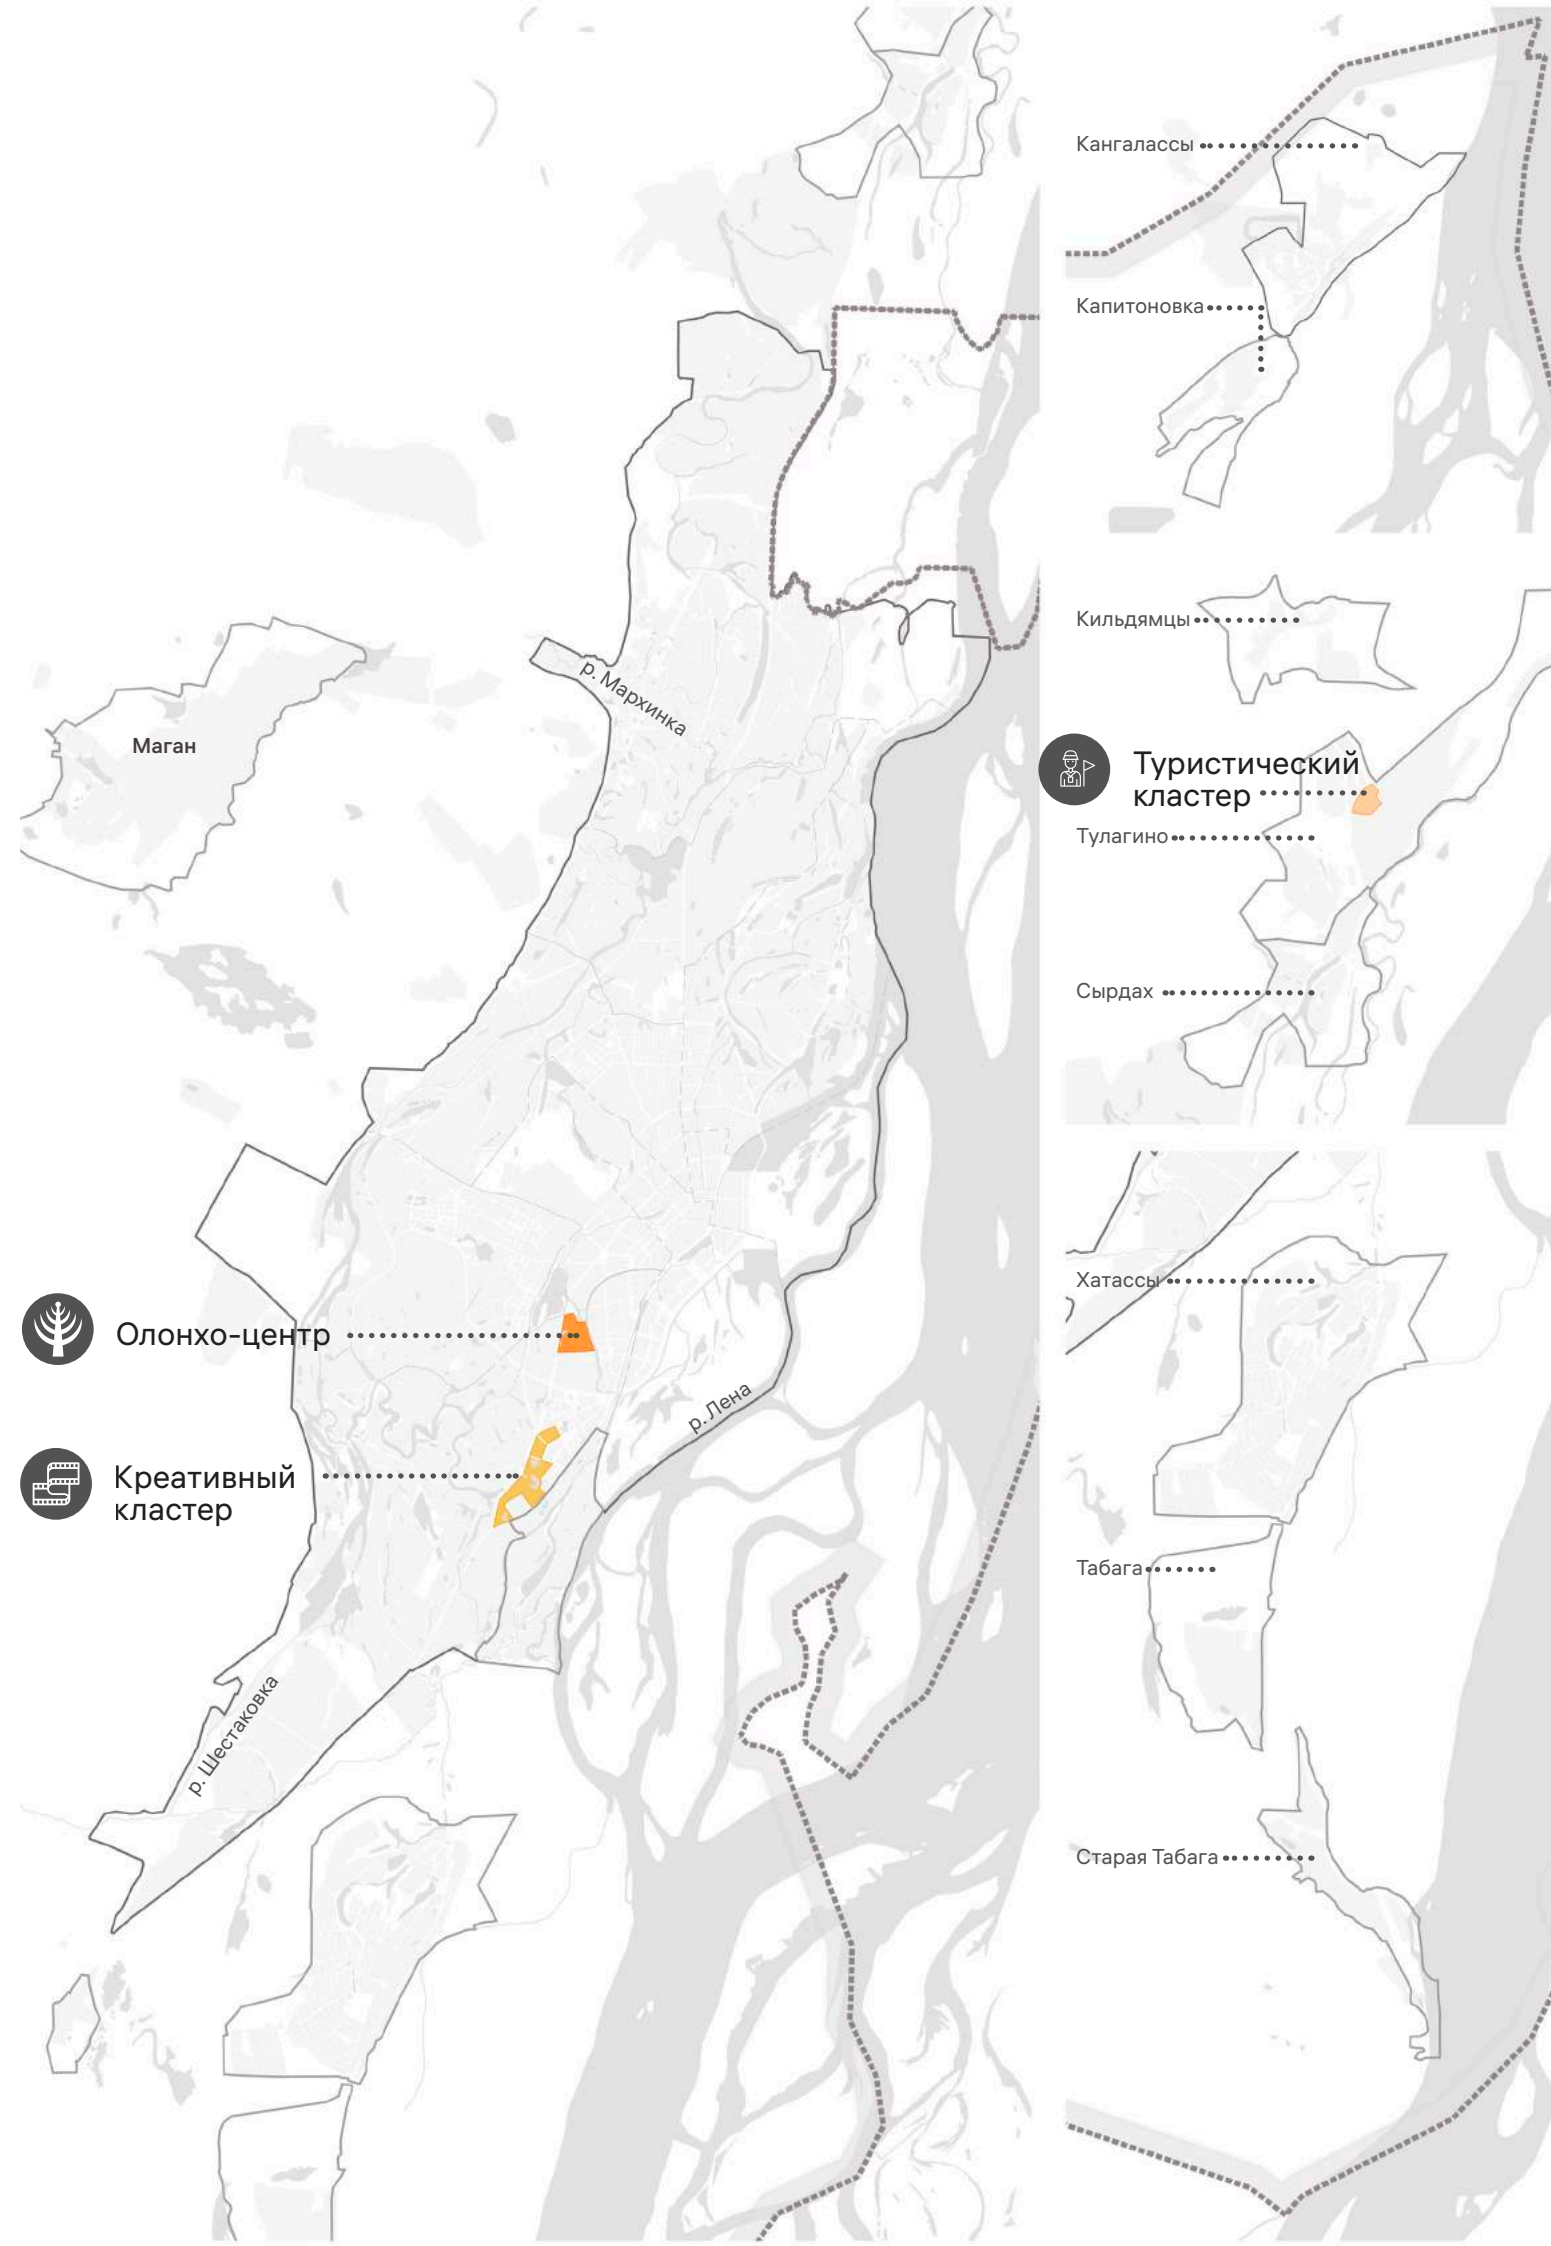 Кангалассы
Капитоновка
Кильдямцы
р. Мархинка
Маган
Туристический
кластер
Тулагино
Сырдах
Хатассы
Олонхо-центр
р. Лена
Креативный
кластер
Табага
р. Шестаковка
Старая Табага